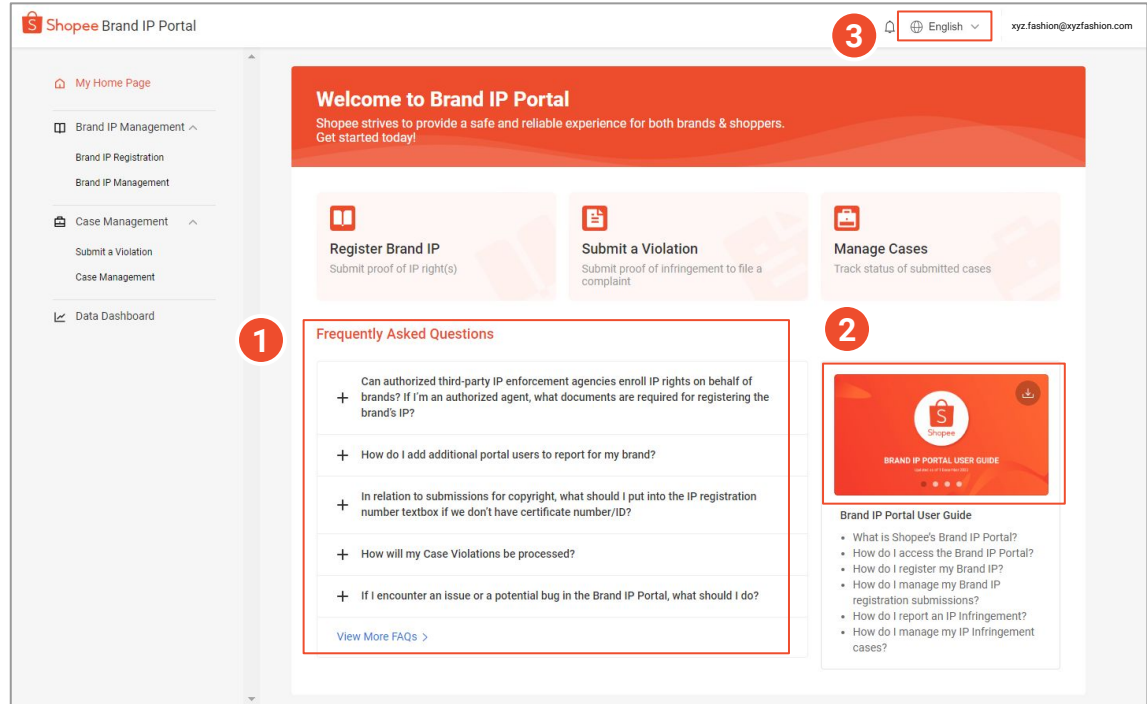 Shopee Brand IP Portal
3
English
xyz.fashion@xyzfashion.com
My Home Page
Brand IP Management
Brand IP Registration
Brand IP Management
Case Management
Submit a Violation
Case Management
Data Dashboard
Welcome to Brand IP Portal
Shopee strives to provide a safe and reliable experience for both brands & shoppers.
Get started today!
Register Brand IP
Submit proof of IP right(s)
Submit a Violation
Submit proof of infringement to file a
complaint
Manage Cases
Track status of submitted cases
1
Frequently Asked Questions
Can authorized third-party IP enforcement agencies enroll IP rights on behalf of
brands? If I'm an authorized agent, what documents are required for registering the
brand's IP?
How do I add additional portal users to report for my brand?
In relation to submissions for copyright, what should I put into the IP registration
number textbox if we don't have certificate number/ID?
How will my Case Violations be processed?
If I encounter an issue or a potential bug in the Brand IP Portal, what should I do?
View More FAQs >
2
Shopee
BRAND IP PORTAL USER GUIDE
Brand IP Portal User Guide
• What is Shopee's Brand IP Portal?
• How do I access the Brand IP Portal?
• How do I register my Brand IP?
• How do I manage my Brand IP
registration submissions?
• How do I report an IP Infringement?
• How do I manage my IP Infringement
cases?